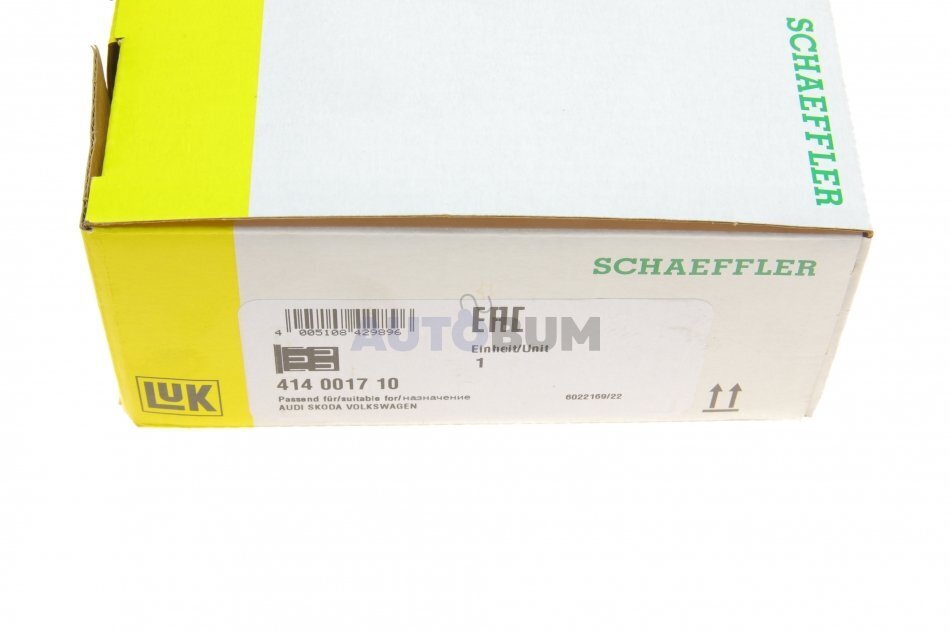 SCHAEFFLER
SCHAEFFLER
EAC
4 005108 429896
AUTOBUM
Einheit/Unit
1
414 0017 10
LUK
Passend für/suitable for/назначение
6022169/22
AUDI SKODA VOLKSWAGEN